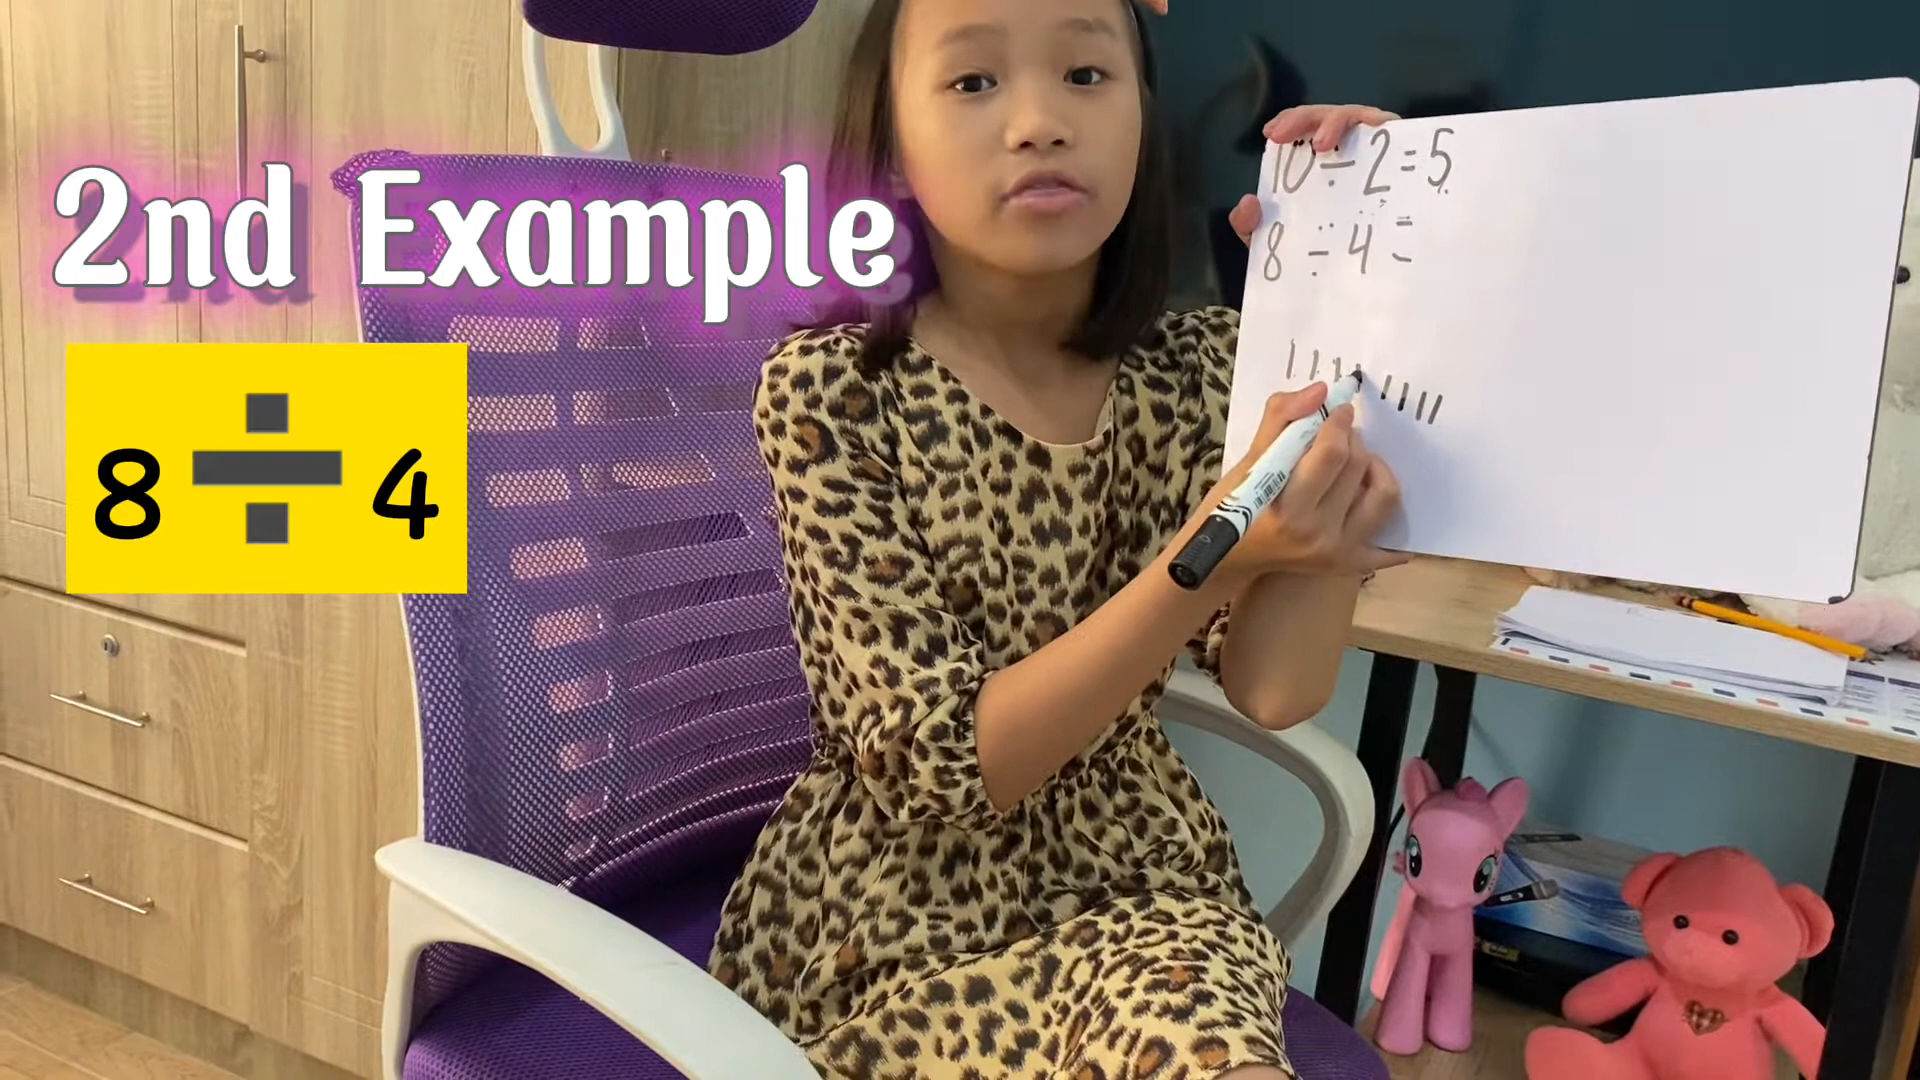 2nd Example
8 ÷ 4
10 ÷ 2 = 5
8 ÷ 4 =